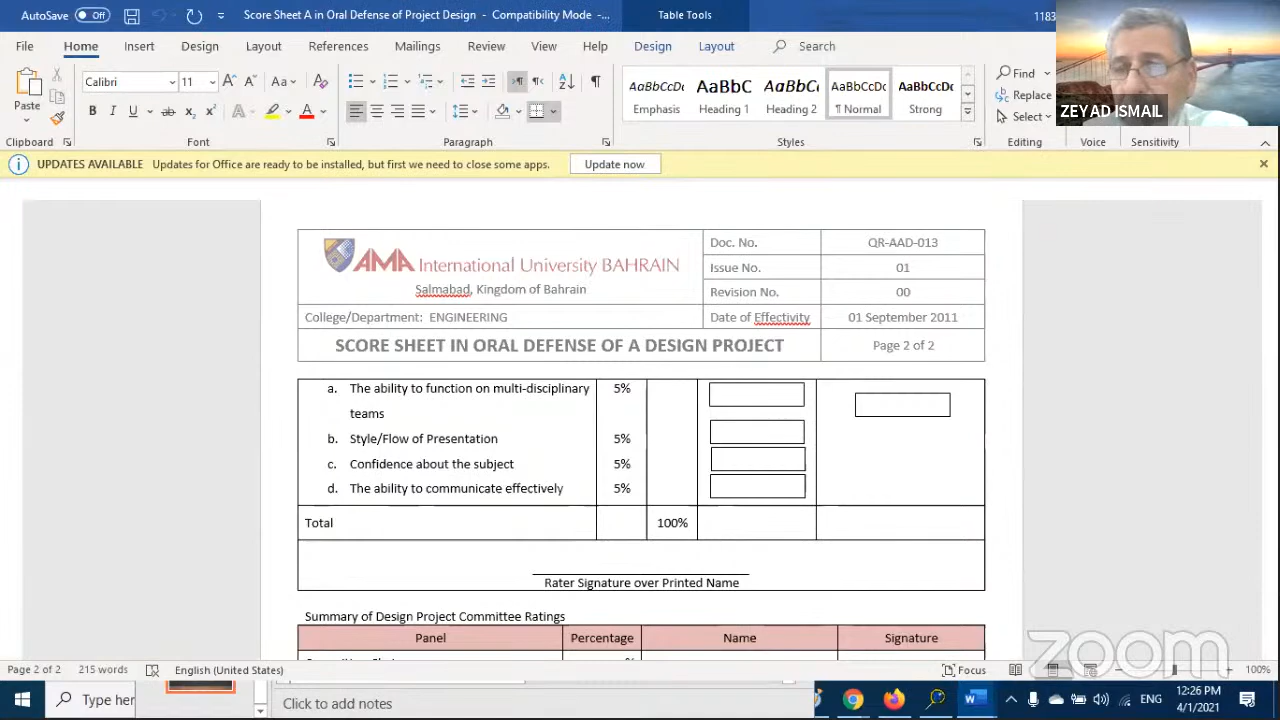 AutoSave Off Score Sheet A in Oral Defense of Project Design - Compatibility Mode -... Table Tools 1183
File Home Insert Design Layout References Mailings Review View Help Design Layout Search
Paste Calibri 11 Aa A Emphasis Heading 1 Heading 2 ¶ Normal Strong Find Replace Select
AaBbCcDc AaBbC AaBbCc AaBbCcDc AaBbCcDc
B I U ab x₂ x² A A
ZEYAD ISMAIL
Clipboard Font Paragraph Styles Editing Voice Sensitivity
UPDATES AVAILABLE Updates for Office are ready to be installed, but first we need to close some apps. Update now
AMA International University BAHRAIN
Salmabad, Kingdom of Bahrain
Doc. No. QR-AAD-013
Issue No. 01
Revision No. 00
College/Department: ENGINEERING Date of Effectivity 01 September 2011
SCORE SHEET IN ORAL DEFENSE OF A DESIGN PROJECT Page 2 of 2
a. The ability to function on multi-disciplinary 5%
teams
b. Style/Flow of Presentation 5%
c. Confidence about the subject 5%
d. The ability to communicate effectively 5%
Total 100%
Rater Signature over Printed Name
Summary of Design Project Committee Ratings
Panel Percentage Name Signature
zoom
Page 2 of 2 215 words English (United States) Focus 100%
Type her Click to add notes ENG 12:26 PM
4/1/2021